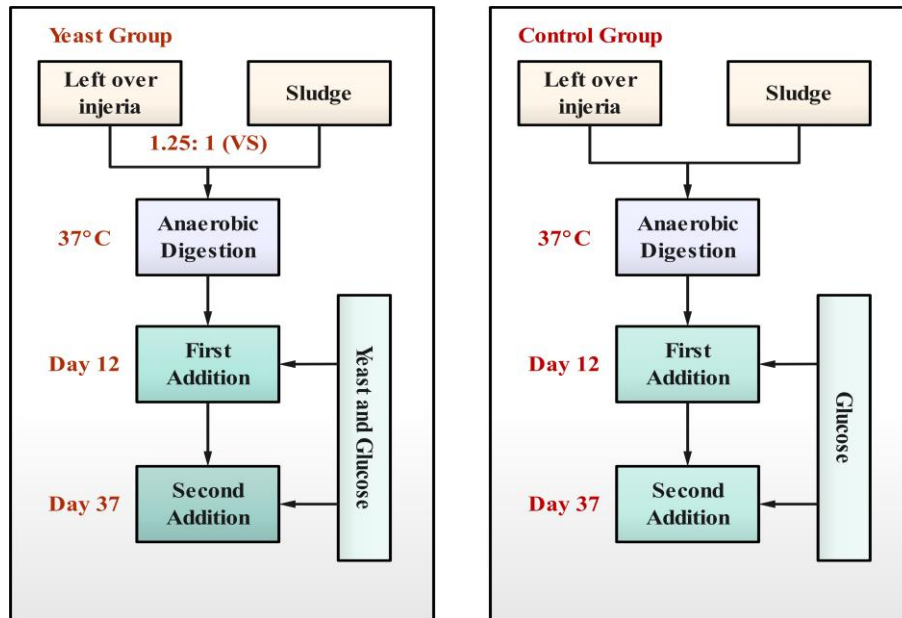 Yeast Group
Left over
injeria
Sludge
1.25: 1 (VS)
37°C
Anaerobic
Digestion
Day 12
First
Addition
Day 37
Second
Addition
Yeast and Glucose
Control Group
Left over
injeria
Sludge
37°C
Anaerobic
Digestion
Day 12
First
Addition
Day 37
Second
Addition
Glucose